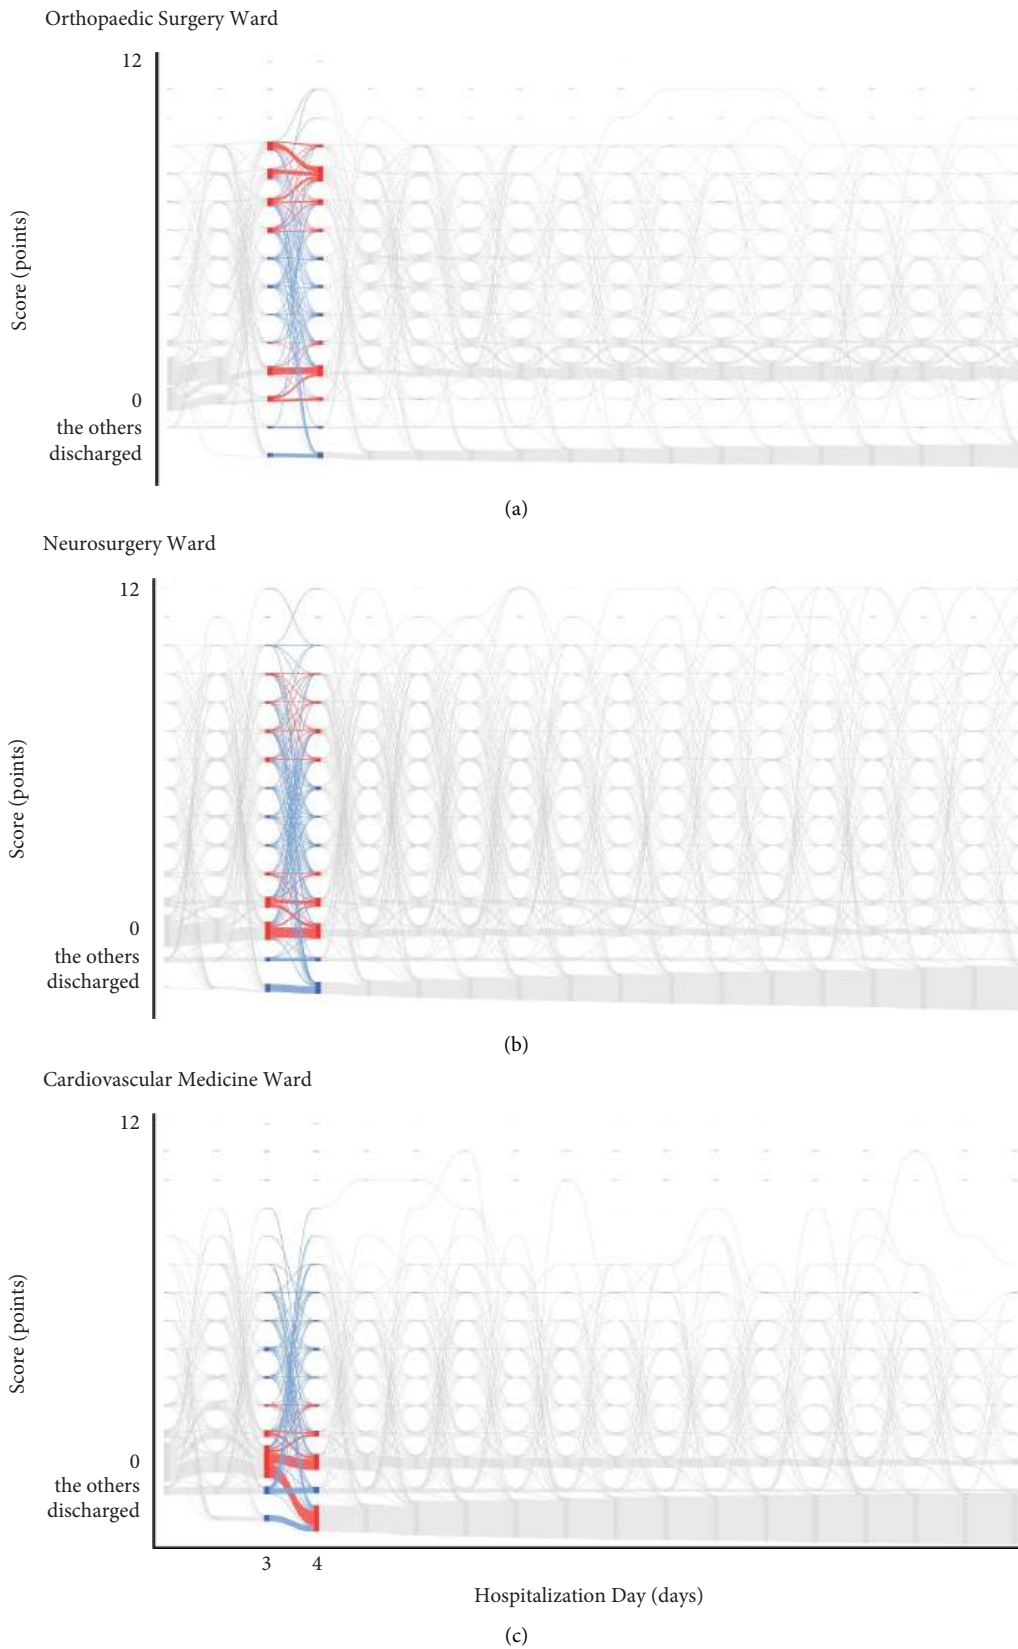 Orthopaedic Surgery Ward
12
Score (points)
0
the others
discharged
(a)
Neurosurgery Ward
12
Score (points)
0
the others
discharged
(b)
Cardiovascular Medicine Ward
12
Score (points)
0
the others
discharged
3 4
Hospitalization Day (days)
(c)